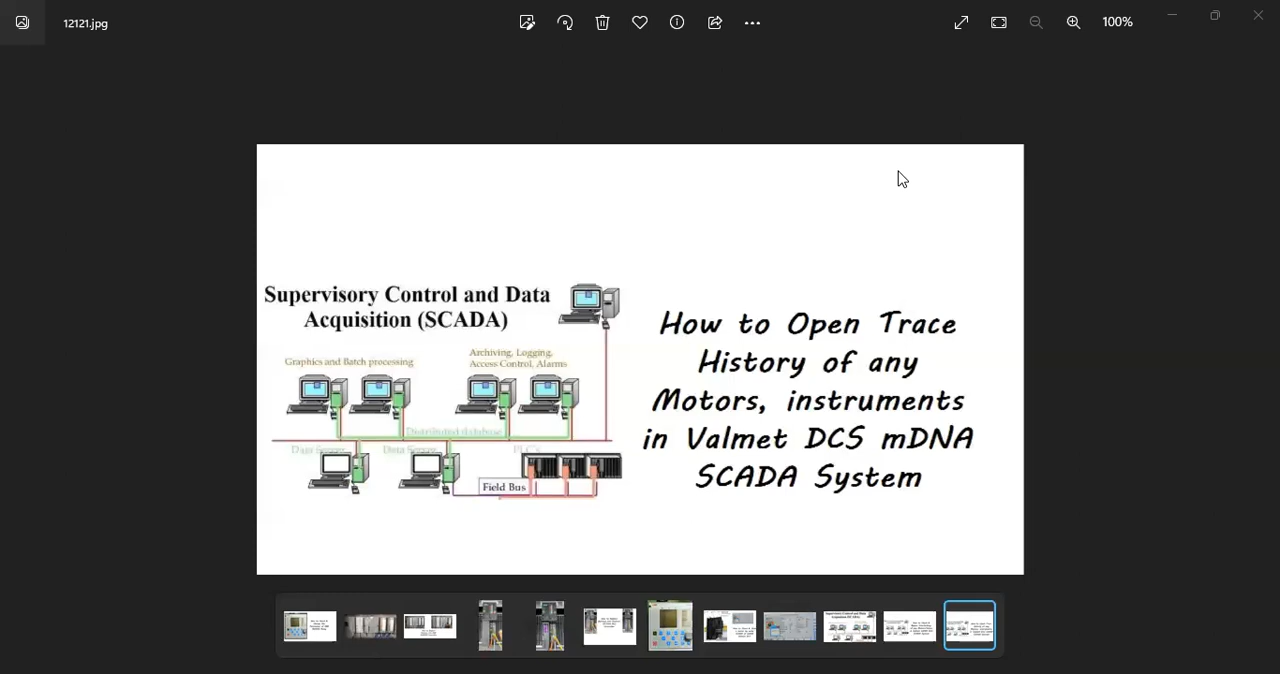 12121.jpg
100%
Supervisory Control and Data
Acquisition (SCADA)
Graphics and Batch processing
Archiving, Logging,
Access Control, Alarms
Distributed database
Data Server
Data Server
PLC's
Field Bus
How to Open Trace
History of any
Motors, instruments
in Valmet DCS mDNA
SCADA System